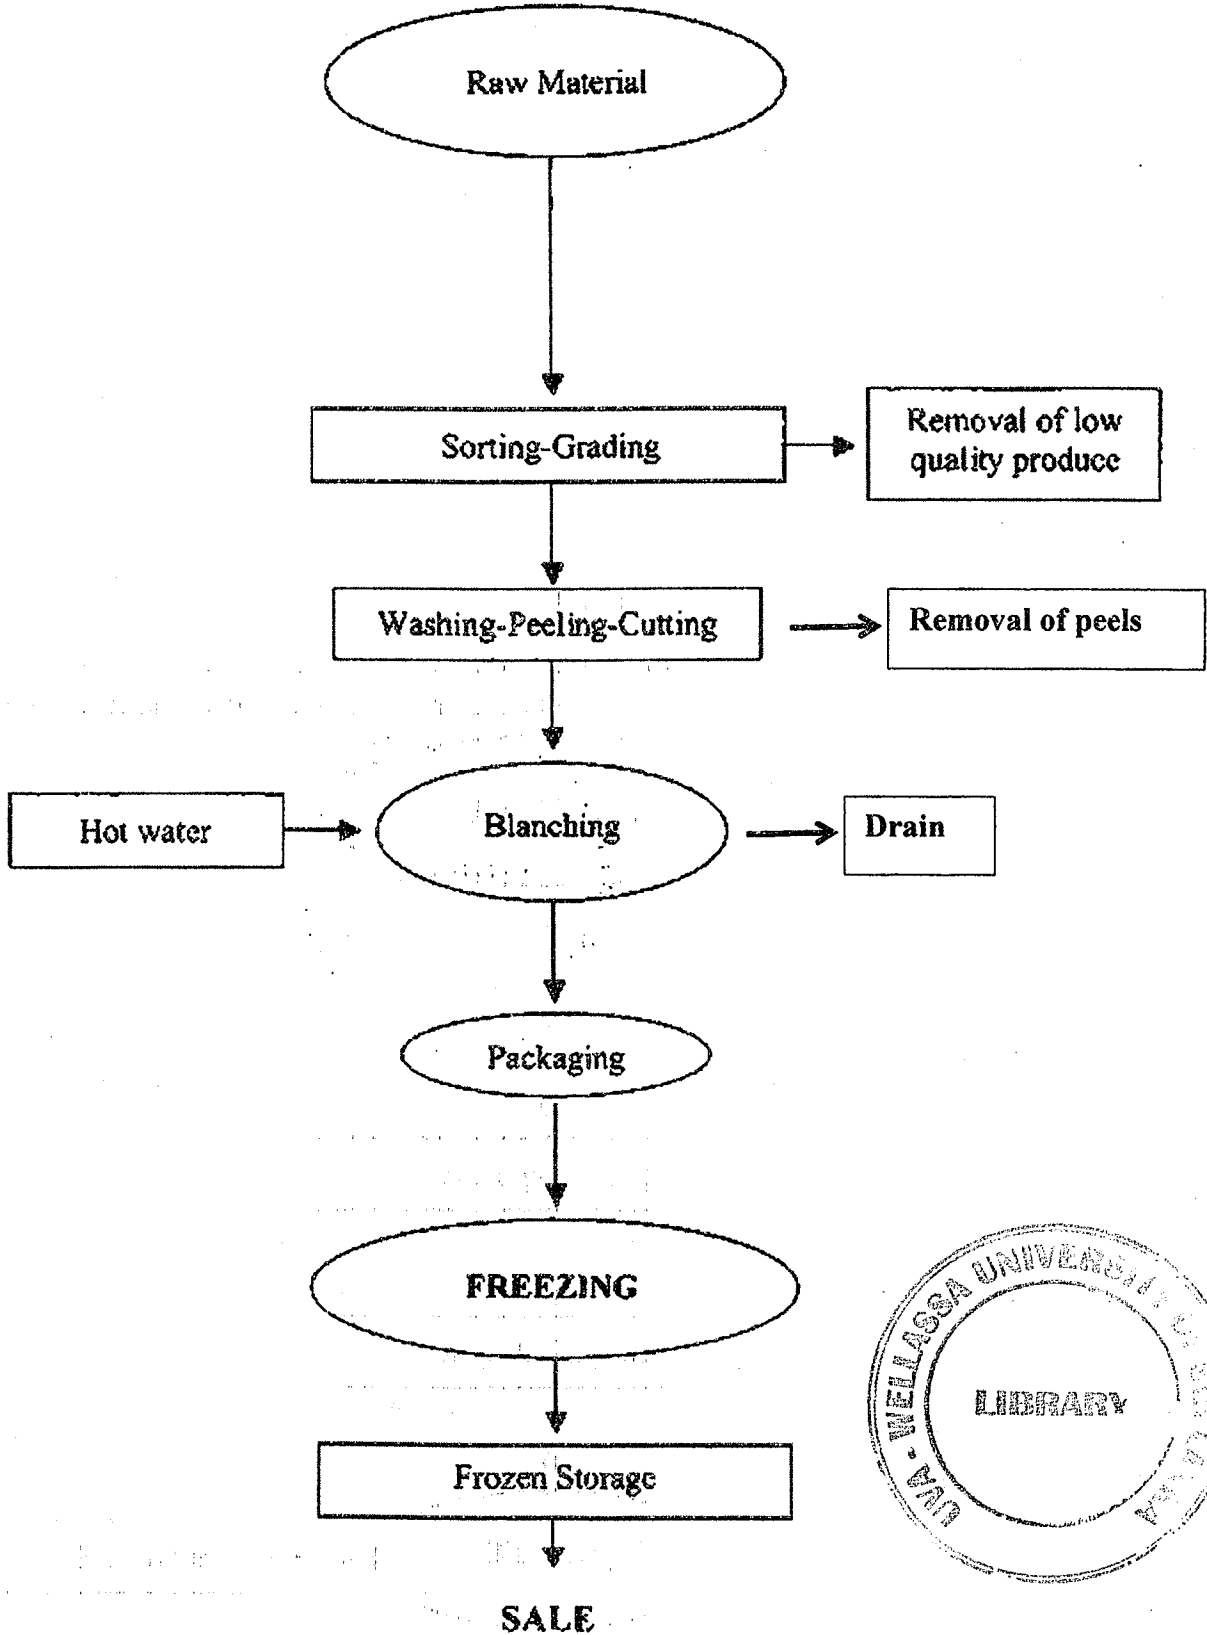 Raw Material
Sorting-Grading
Removal of low
quality produce
Washing-Peeling-Cutting
Removal of peels
Hot water
Blanching
Drain
Packaging
FREEZING
UVA - WELLASSA UNIVERSITY OF
LIBRARY
Frozen Storage
SALE